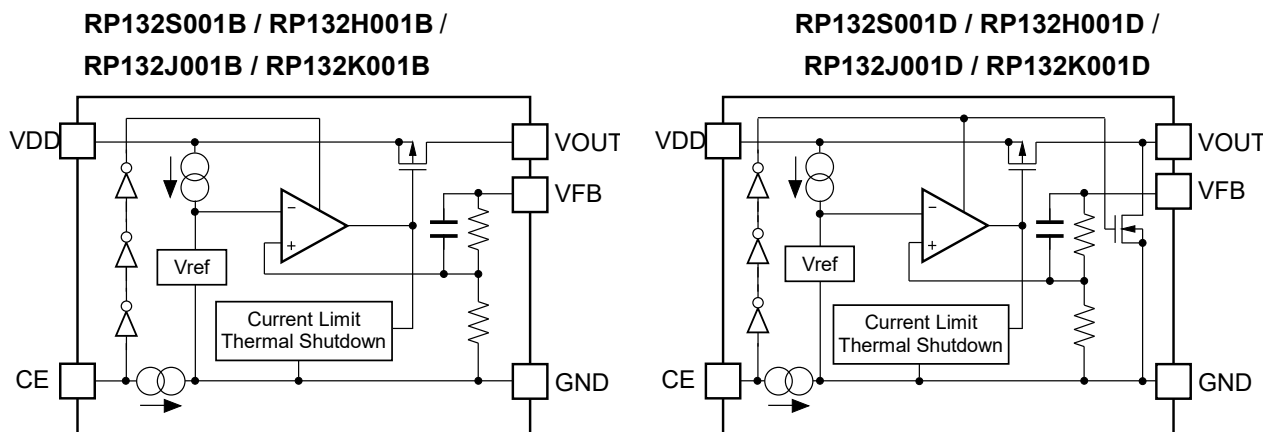 RP132S001B / RP132H001B /
RP132J001B / RP132K001B
VDD
VOUT
VFB
−
+
Vref
Current Limit
Thermal Shutdown
CE
GND
RP132S001D / RP132H001D /
RP132J001D / RP132K001D
VDD
VOUT
VFB
−
+
Vref
Current Limit
Thermal Shutdown
CE
GND